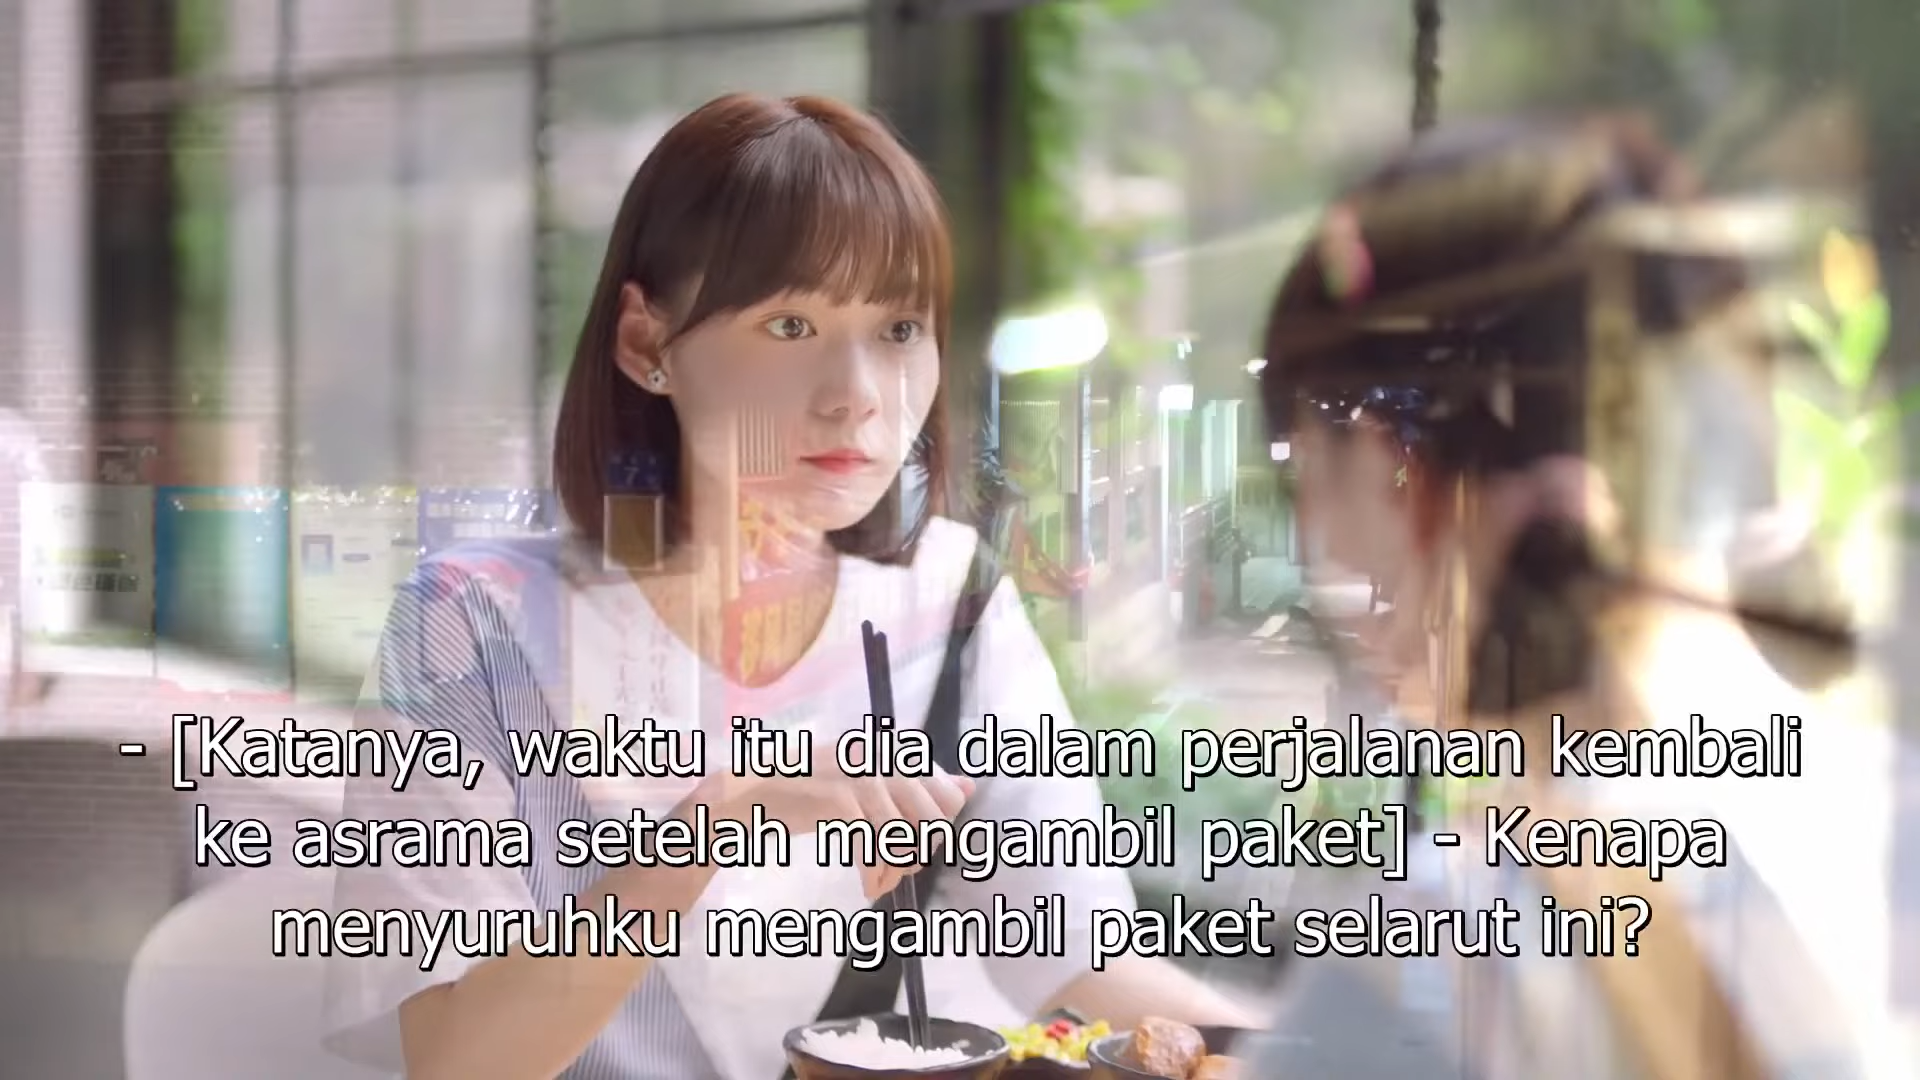 - [Katanya, waktu itu dia dalam perjalanan kembali
ke asrama setelah mengambil paket] - Kenapa
menyuruhku mengambil paket selarut ini?